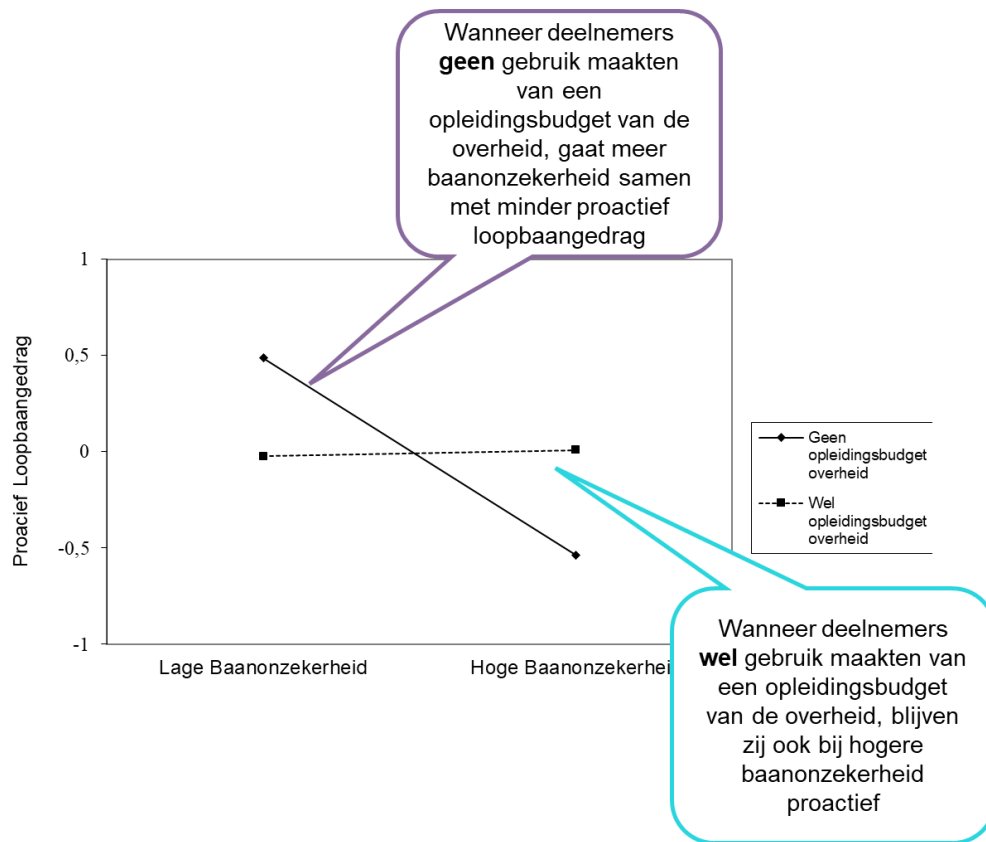 Wanneer deelnemers
geen gebruik maakten
van een
opleidingsbudget van de
overheid, gaat meer
baanonzekerheid samen
met minder proactief
loopbaangedrag
1
0,5
0
-0,5
-1
Proacief Loopbaangedrag
Lage Baanonzekerheid
Hoge Baanonzekerhei
Geen
opleidingsbudget
overheid
Wel
opleidingsbudget
overheid
Wanneer deelnemers
wel gebruik maakten van
een opleidingsbudget
van de overheid, blijven
zij ook bij hogere
baanonzekerheid
proactief